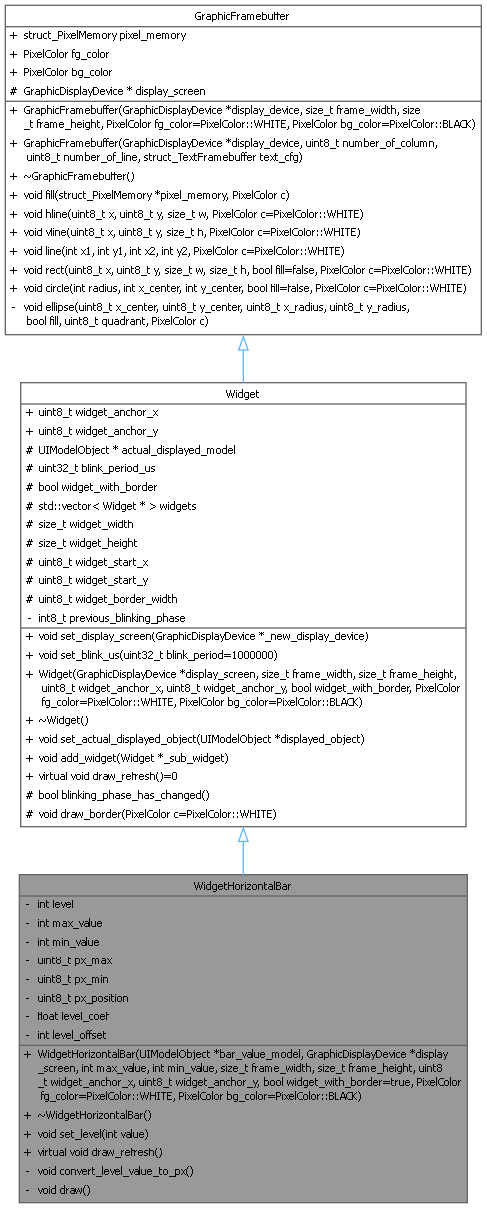 GraphicFramebuffer
+ struct_PixelMemory pixel_memory
+ PixelColor fg_color
+ PixelColor bg_color
# GraphicDisplayDevice * display_screen
+ GraphicFramebuffer(GraphicDisplayDevice *display_device, size_t frame_width, size
_t frame_height, PixelColor fg_color=PixelColor::WHITE, PixelColor bg_color=PixelColor::BLACK)
+ GraphicFramebuffer(GraphicDisplayDevice *display_device, uint8_t number_of_column,
uint8_t number_of_line, struct_TextFramebuffer text_cfg)
+ ~GraphicFramebuffer()
+ void fill(struct_PixelMemory *pixel_memory, PixelColor c)
+ void hline(uint8_t x, uint8_t y, size_t w, PixelColor c=PixelColor::WHITE)
+ void vline(uint8_t x, uint8_t y, size_t h, PixelColor c=PixelColor::WHITE)
+ void line(int x1, int y1, int x2, int y2, PixelColor c=PixelColor::WHITE)
+ void rect(uint8_t x, uint8_t y, size_t w, size_t h, bool fill=false, PixelColor c=PixelColor::WHITE)
+ void circle(int radius, int x_center, int y_center, bool fill=false, PixelColor c=PixelColor::WHITE)
- void ellipse(uint8_t x_center, uint8_t y_center, uint8_t x_radius, uint8_t y_radius,
bool fill, uint8_t quadrant, PixelColor c)
Widget
+ uint8_t widget_anchor_x
+ uint8_t widget_anchor_y
# UIModelObject * actual_displayed_model
# uint32_t blink_period_us
# bool widget_with_border
# std::vector< Widget * > widgets
# size_t widget_width
# size_t widget_height
# uint8_t widget_start_x
# uint8_t widget_start_y
# uint8_t widget_border_width
- int8_t previous_blinking_phase
+ void set_display_screen(GraphicDisplayDevice *_new_display_device)
+ void set_blink_us(uint32_t blink_period=1000000)
+ Widget(GraphicDisplayDevice *display_screen, size_t frame_width, size_t frame_height,
uint8_t widget_anchor_x, uint8_t widget_anchor_y, bool widget_with_border, PixelColor
fg_color=PixelColor::WHITE, PixelColor bg_color=PixelColor::BLACK)
+ ~Widget()
+ void set_actual_displayed_object(UIModelObject *displayed_object)
+ void add_widget(Widget *_sub_widget)
+ virtual void draw_refresh()=0
# bool blinking_phase_has_changed()
# void draw_border(PixelColor c=PixelColor::WHITE)
WidgetHorizontalBar
- int level
- int max_value
- int min_value
- uint8_t px_max
- uint8_t px_min
- uint8_t px_position
- float level_coef
- int level_offset
+ WidgetHorizontalBar(UIModelObject *bar_value_model, GraphicDisplayDevice *display
_screen, int max_value, int min_value, size_t frame_width, size_t frame_height, uint8
_t widget_anchor_x, uint8_t widget_anchor_y, bool widget_with_border=true, PixelColor
fg_color=PixelColor::WHITE, PixelColor bg_color=PixelColor::BLACK)
+ ~WidgetHorizontalBar()
+ void set_level(int value)
+ virtual void draw_refresh()
- void convert_level_value_to_px()
- void draw()